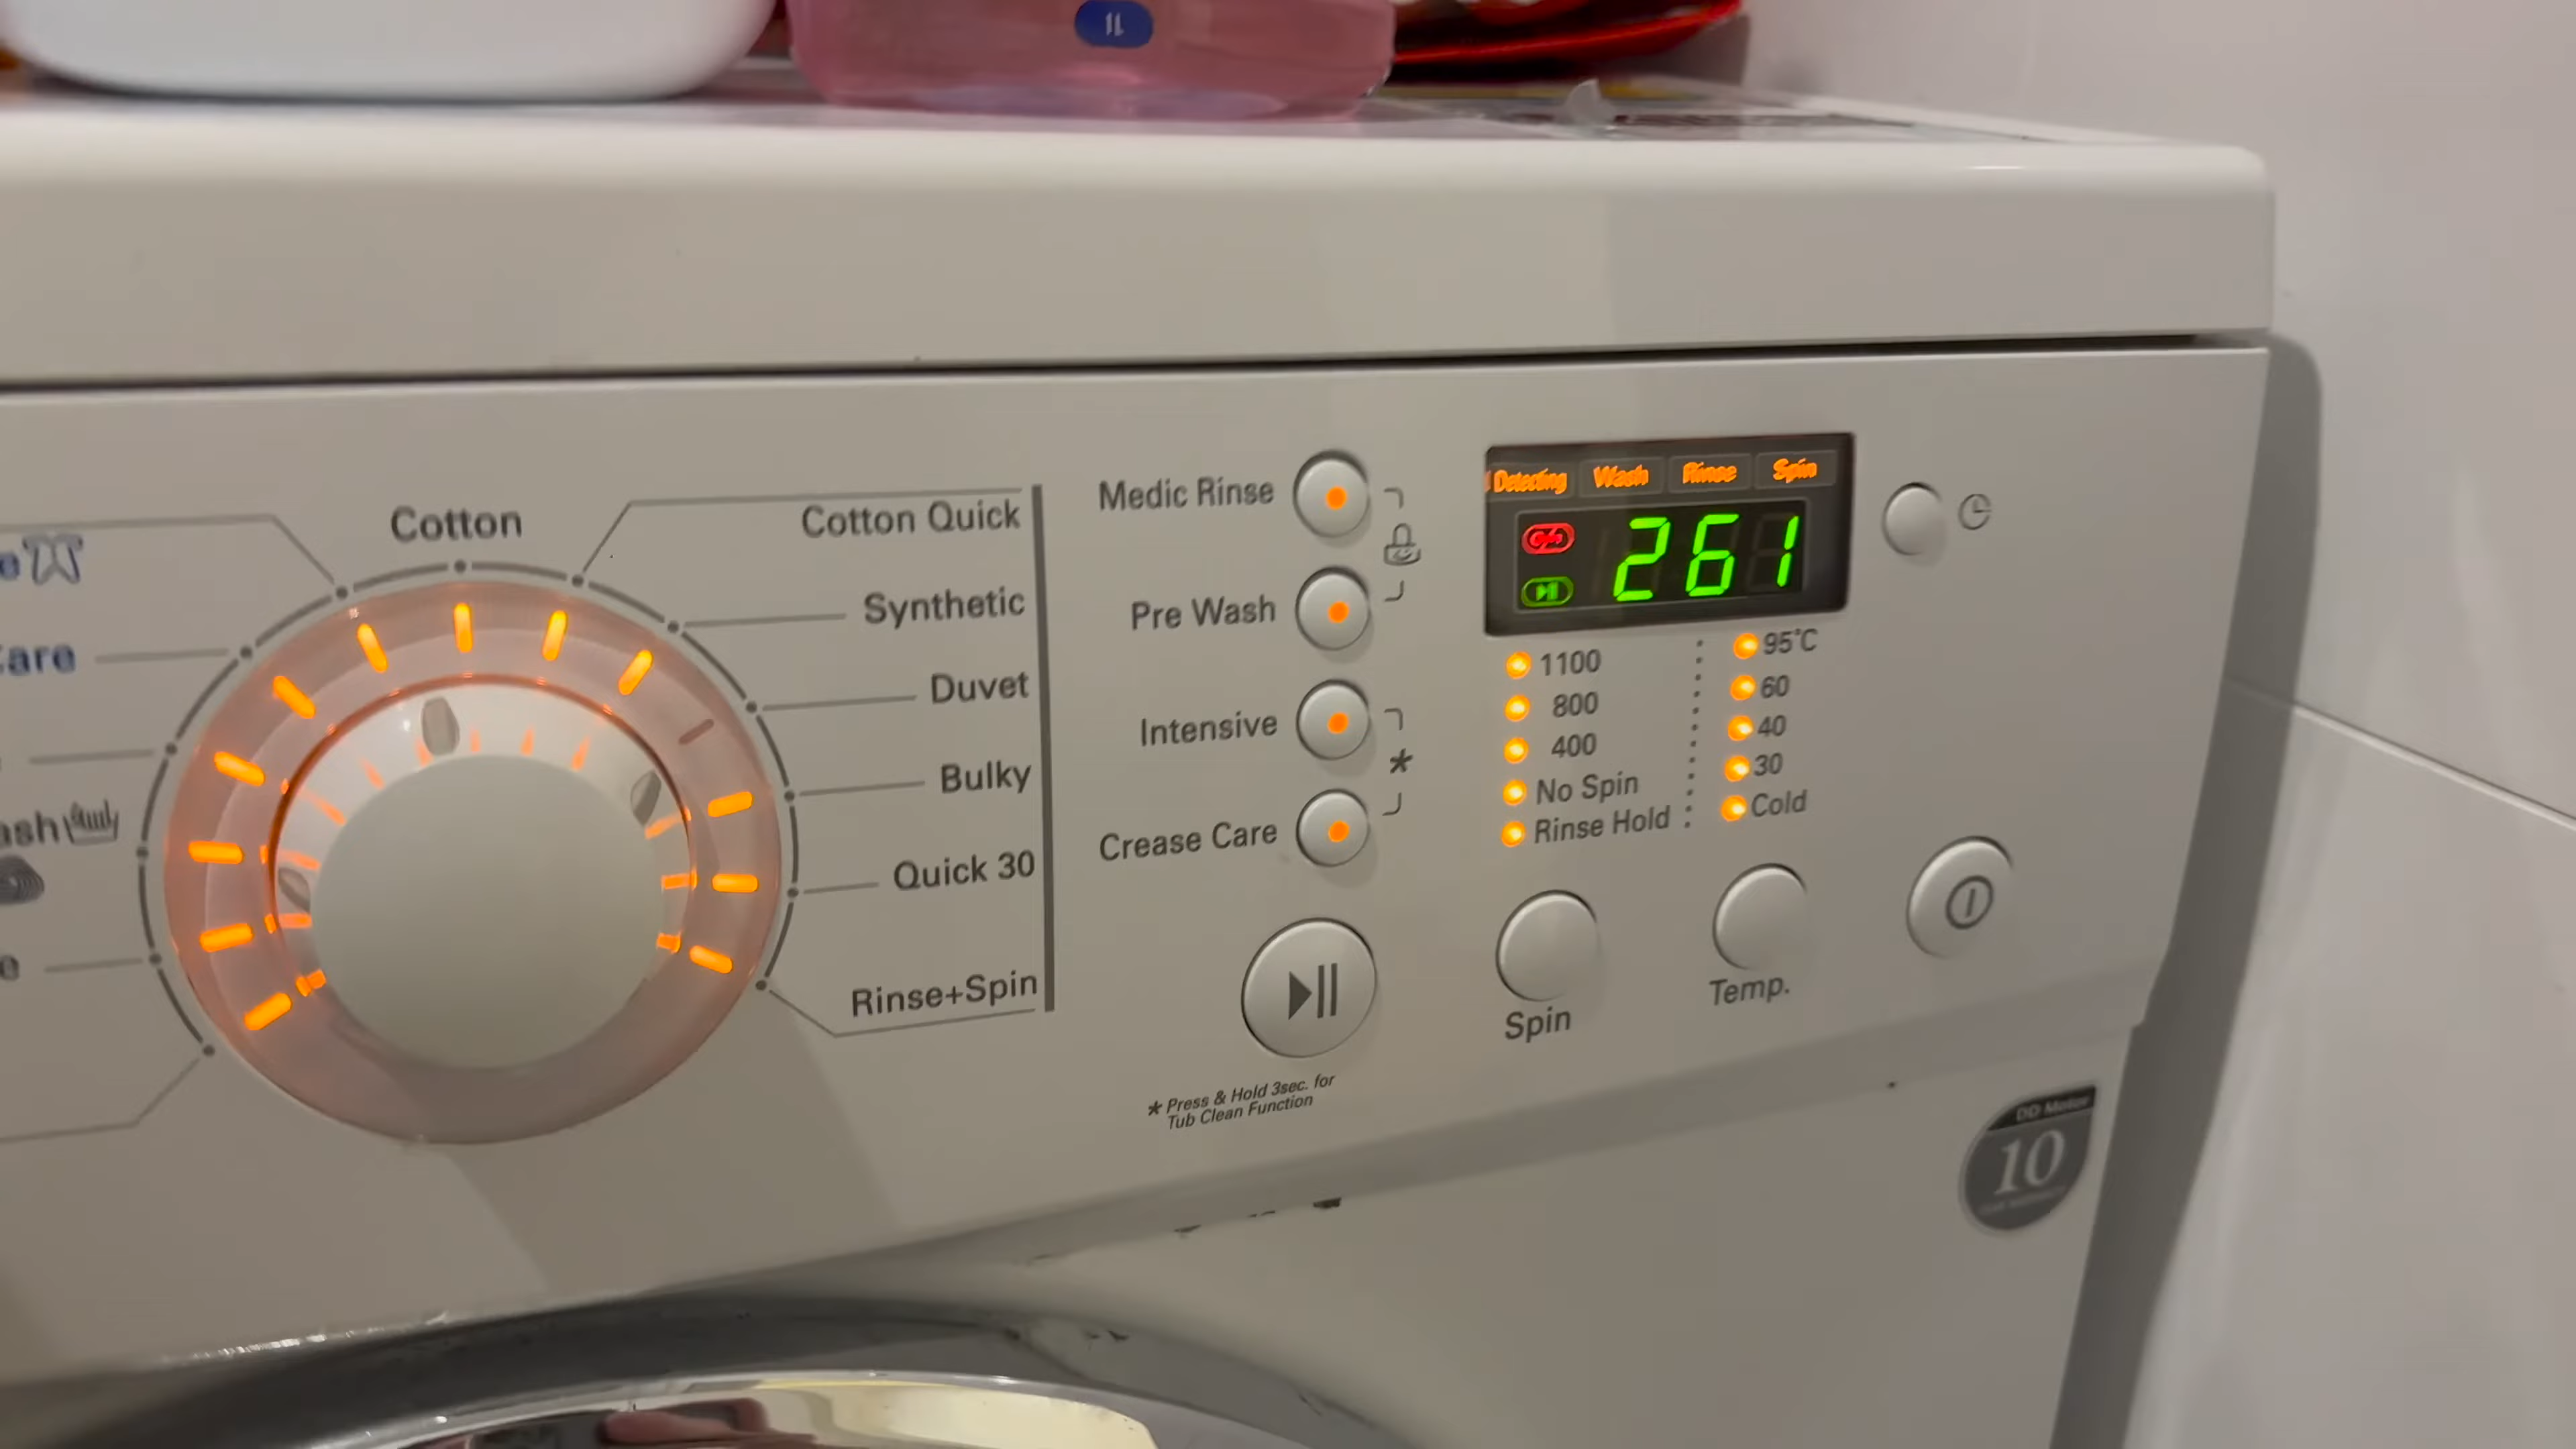 Cotton
Cotton Quick
Synthetic
Duvet
Bulky
Quick 30
Rinse+Spin
Medic Rinse
Pre Wash
Intensive
*
Crease Care
* Press & Hold 3sec. for
Tub Clean Function
Detecting Wash Rinse Spin
261
1100
800
400
No Spin
Rinse Hold
95°C
60
40
30
Cold
Spin
Temp.
DD Motor
10